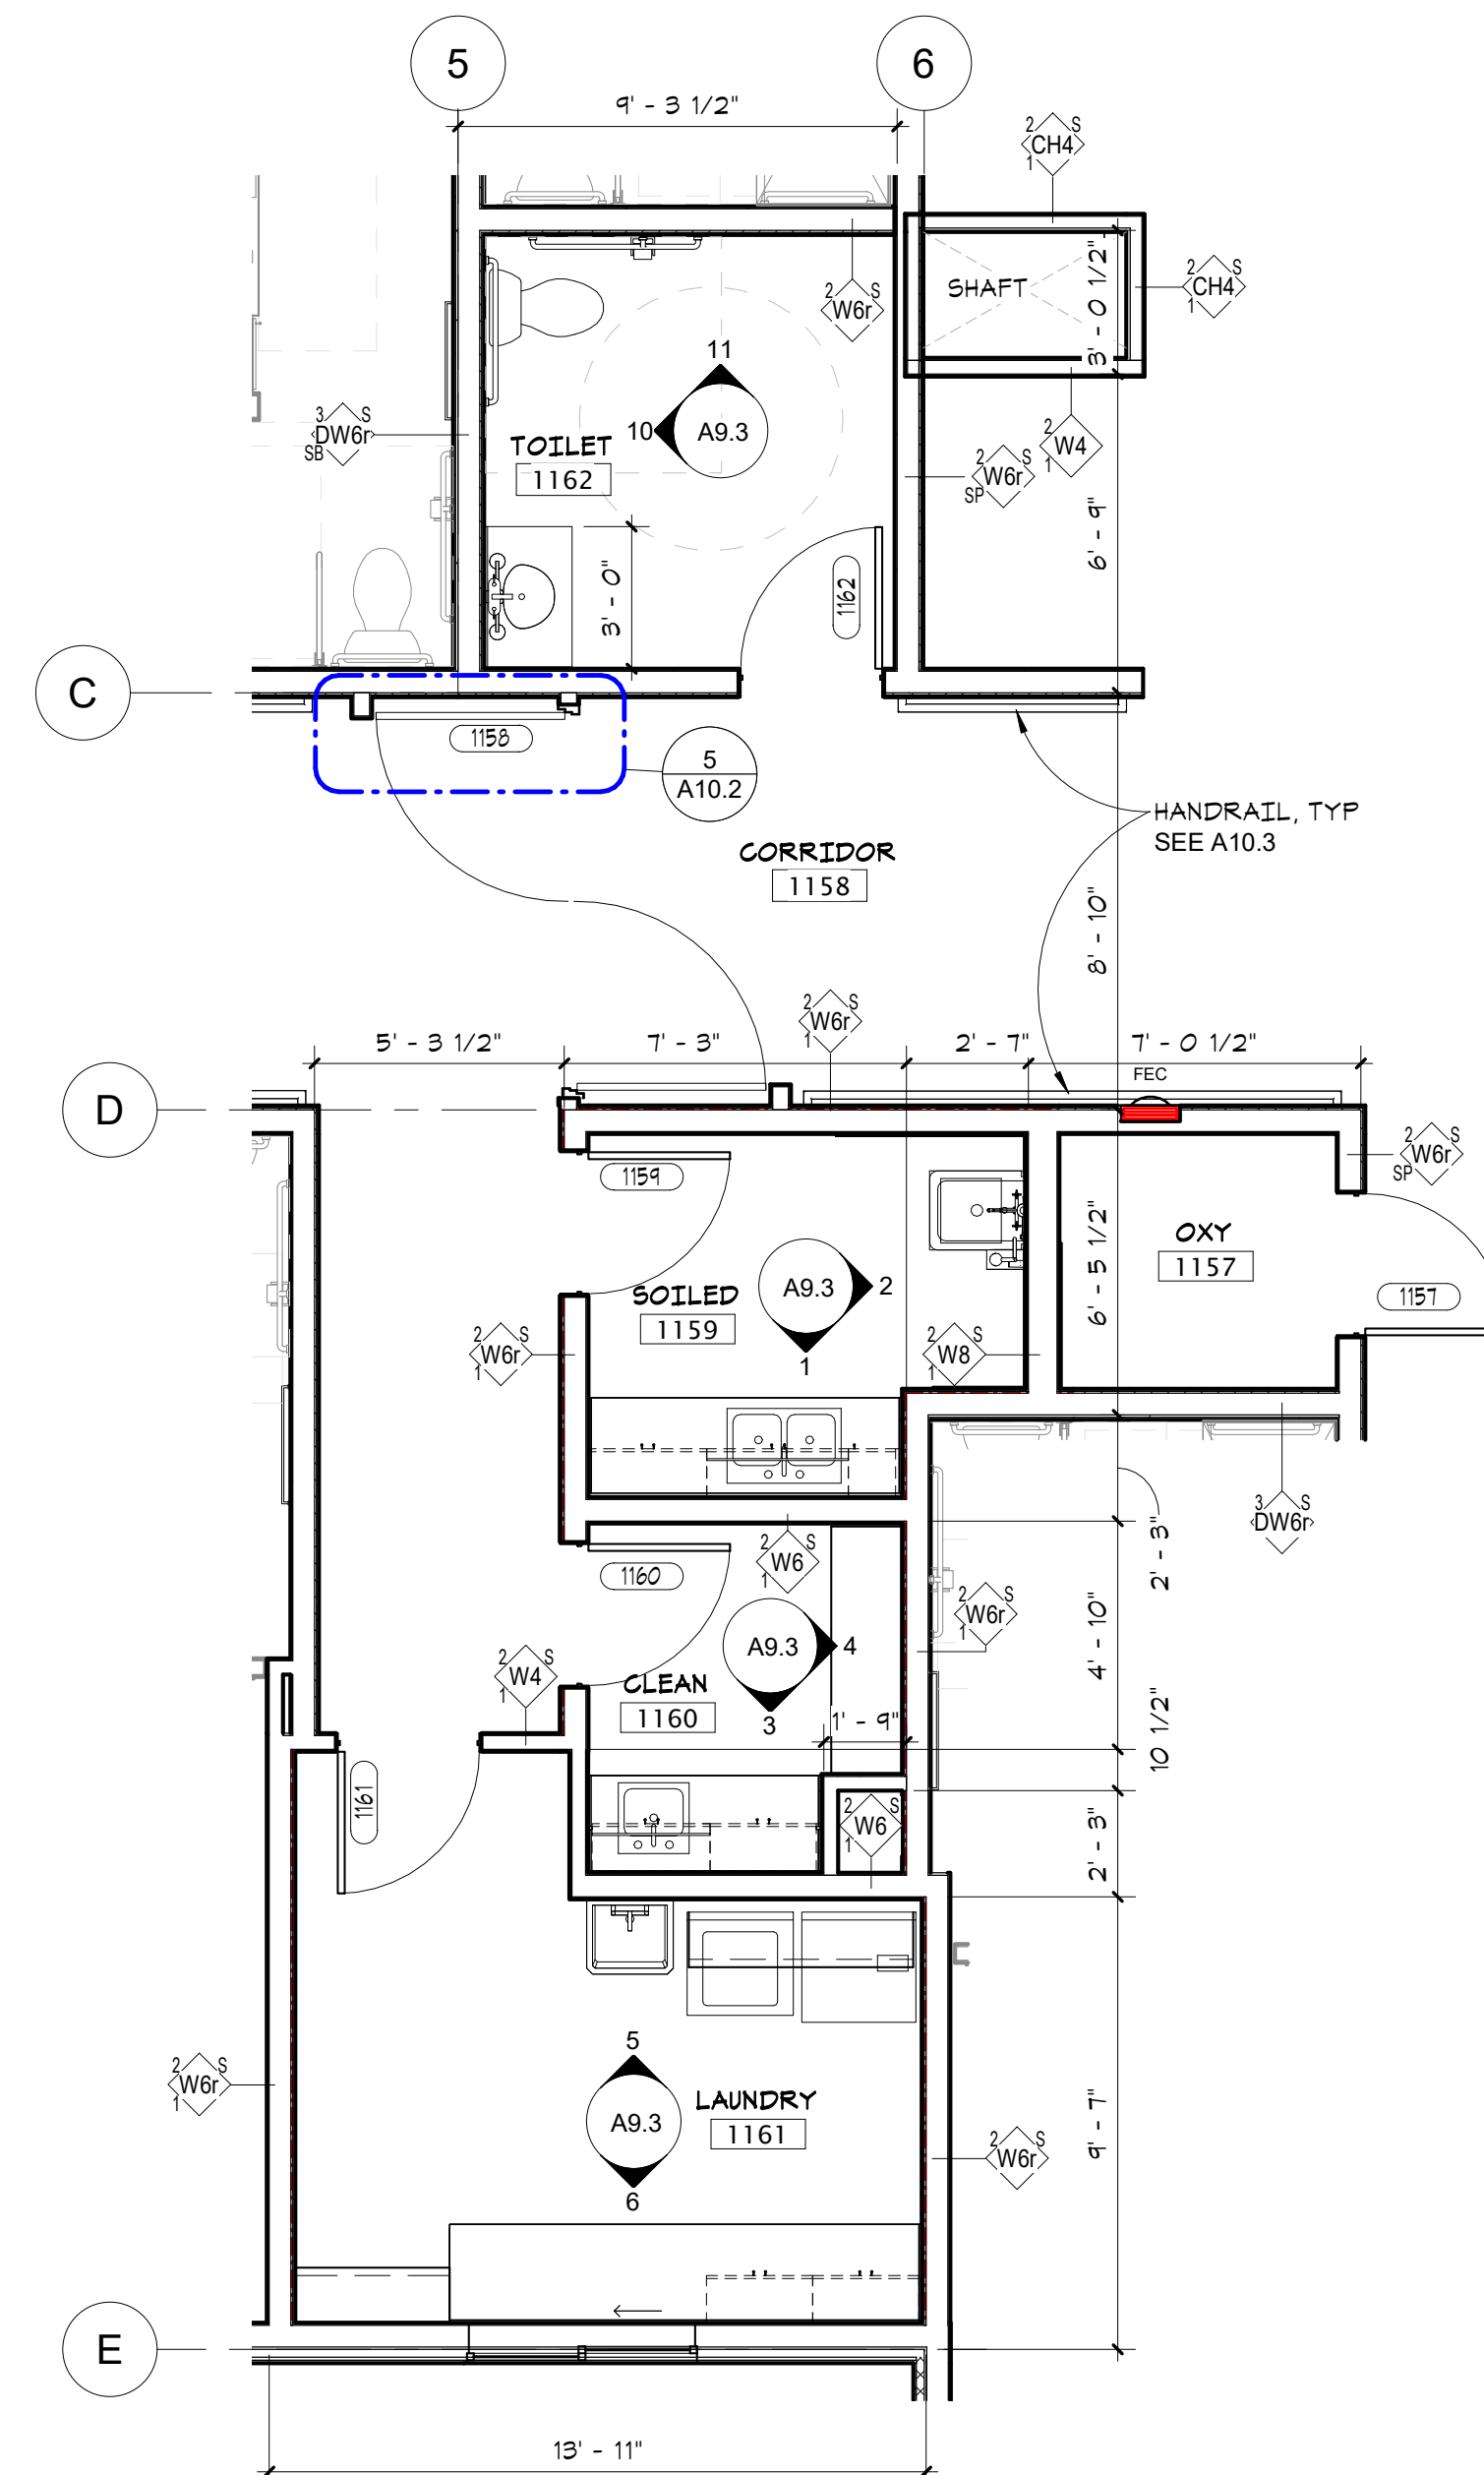 5
6
9' - 3 1/2"
2 S
CH4
1
SHAFT
3' - 0 1/2"
2 S
CH4
1
2 S
W6r
11
10
A9.3
3 S
DW6r
SB
TOILET
1162
2 S
W4
1
2 S
W6r
SP
6' - 9"
3' - 0"
1162
C
1158
5
A10.2
HANDRAIL, TYP
SEE A10.3
CORRIDOR
1158
8' - 10"
2 S
W6r
1
5' - 3 1/2"
7' - 3"
2' - 7"
7' - 0 1/2"
FEC
D
1159
2 S
W6r
SP
OXY
1157
6' - 5 1/2"
1157
SOILED
1159
A9.3
2
1
2 S
W6r
1
2 S
W8
1
3 S
DW6r
2' - 3"
2 S
W6
1
1160
2 S
W6r
1
A9.3
4
3
4' - 10"
2 S
W4
1
CLEAN
1160
1' - 9"
10 1/2"
1161
2 S
W6
1
2' - 3"
5
A9.3
6
LAUNDRY
1161
2 S
W6r
1
2 S
W6r
9' - 7"
E
13' - 11"